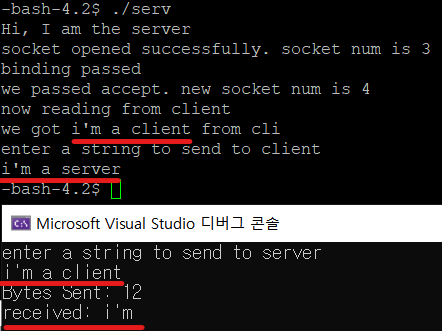 -bash-4.2$ ./serv
Hi, I am the server
socket opened successfully. socket num is 3
binding passed
we passed accept. new socket num is 4
now reading from client
we got i'm a client from cli
enter a string to send to client
i'm a server
-bash-4.2$
Microsoft Visual Studio 디버그 콘솔
enter a string to send to server
i'm a client
Bytes Sent: 12
received: i'm